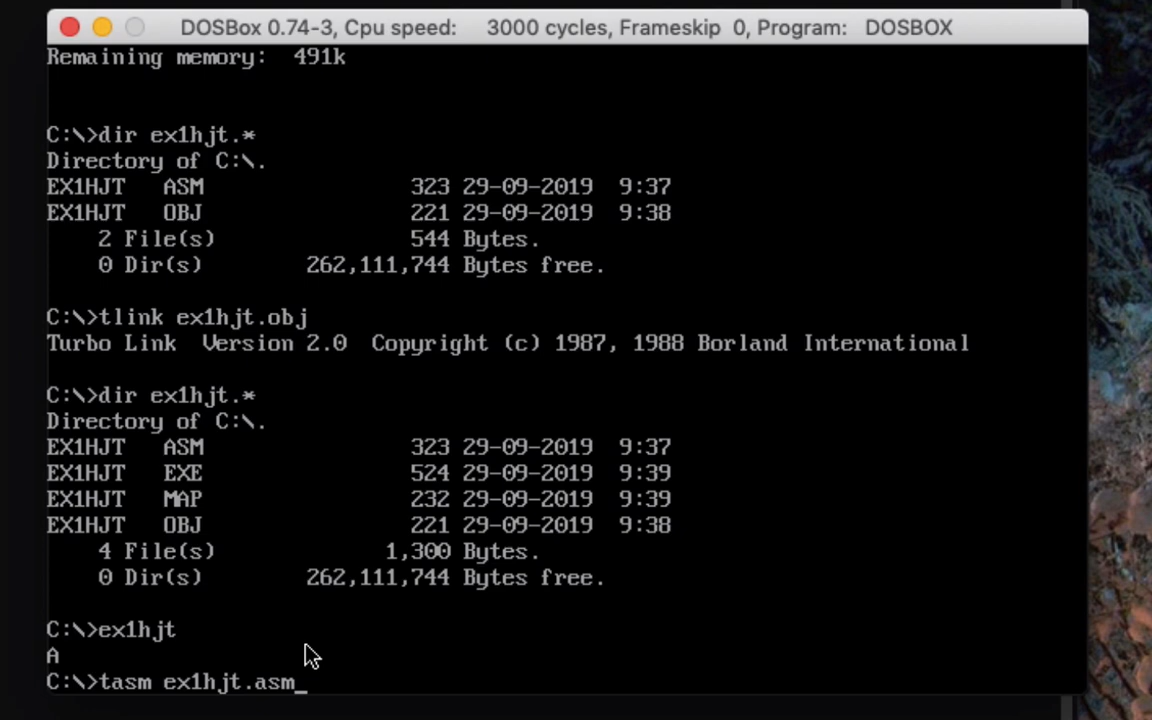 DOSBox 0.74-3, Cpu speed: 3000 cycles, Frameskip 0, Program: DOSBOX
Remaining memory: 491k
C:\>dir ex1hjt.*
Directory of C:\.
EX1HJT ASM 323 29-09-2019 9:37
EX1HJT OBJ 221 29-09-2019 9:38
2 File(s) 544 Bytes.
0 Dir(s) 262,111,744 Bytes free.
C:\>tlink ex1hjt.obj
Turbo Link Version 2.0 Copyright (c) 1987, 1988 Borland International
C:\>dir ex1hjt.*
Directory of C:\.
EX1HJT ASM 323 29-09-2019 9:37
EX1HJT EXE 524 29-09-2019 9:39
EX1HJT MAP 232 29-09-2019 9:39
EX1HJT OBJ 221 29-09-2019 9:38
4 File(s) 1,300 Bytes.
0 Dir(s) 262,111,744 Bytes free.
C:\>ex1hjt
A
C:\>tasm ex1hjt.asm_